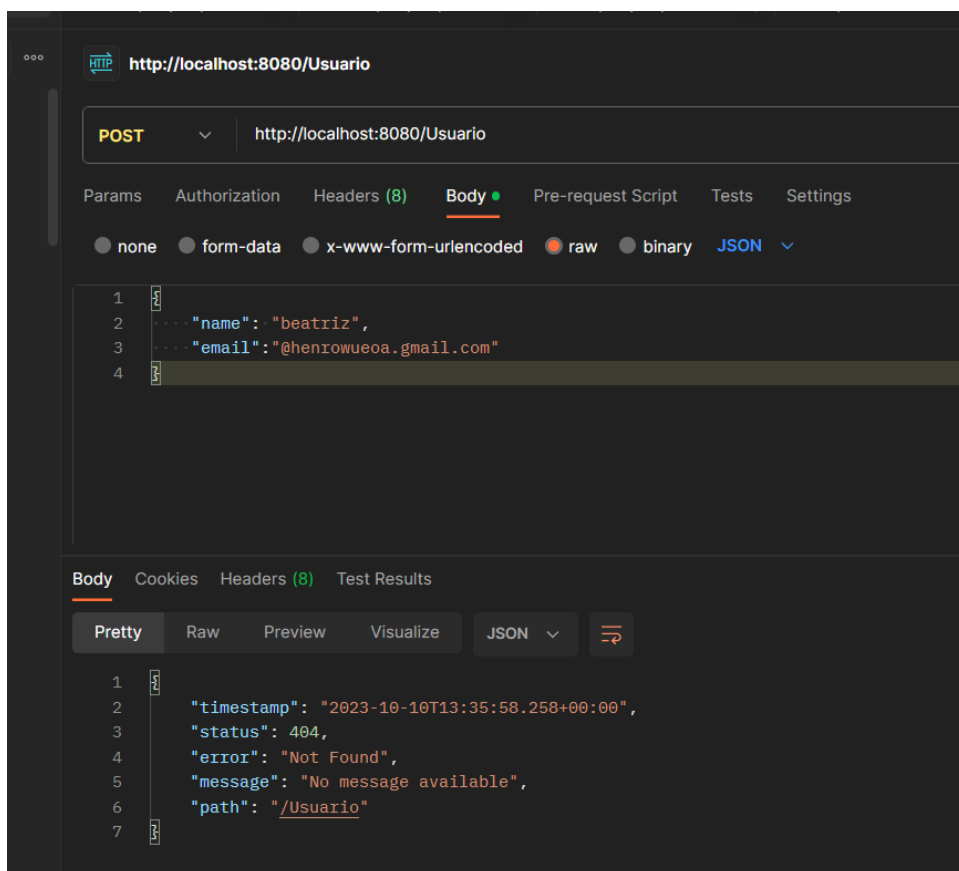 HTTP http://localhost:8080/Usuario
POST http://localhost:8080/Usuario
Params Authorization Headers (8) Body Pre-request Script Tests Settings
none form-data x-www-form-urlencoded raw binary JSON
1 {
2 "name": "beatriz",
3 "email":"@henrowueoa.gmail.com"
4 }
Body Cookies Headers (8) Test Results
Pretty Raw Preview Visualize JSON
1 {
2 "timestamp": "2023-10-10T13:35:58.258+00:00",
3 "status": 404,
4 "error": "Not Found",
5 "message": "No message available",
6 "path": "/Usuario"
7 }